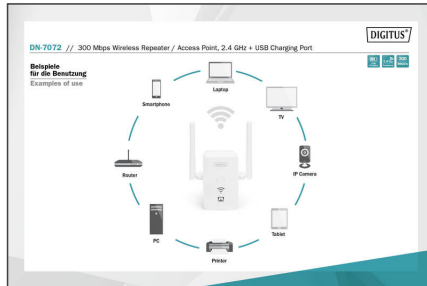 DIGITUS®
DN-7072 // 300 Mbps Wireless Repeater / Access Point, 2.4 GHz + USB Charging Port
Beispiele
für die Benutzung
Examples of use
Laptop
Smartphone
TV
Router
IP Camera
PC
Tablet
Printer